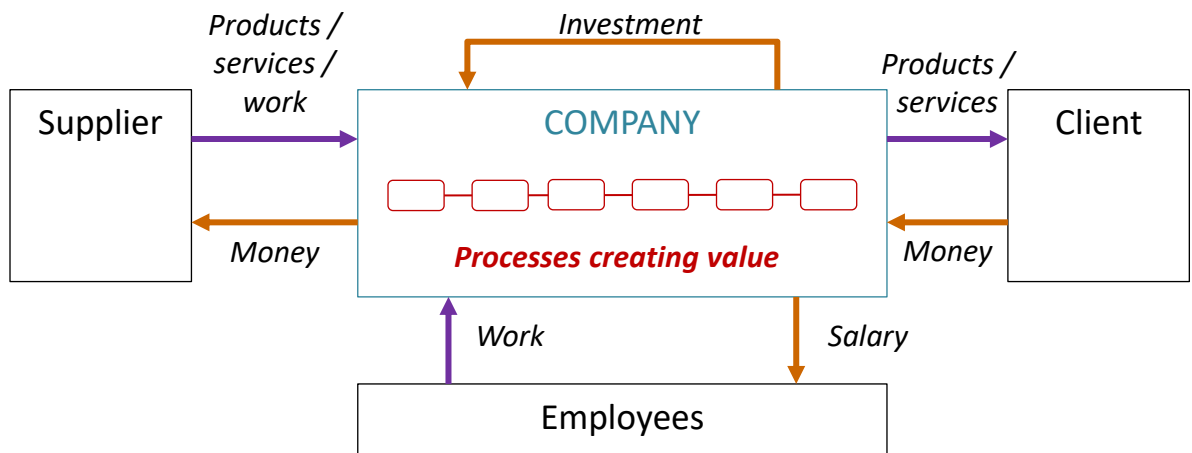 Products /
services /
work
Investment
Products /
services
Supplier
COMPANY
Client
Money
Processes creating value
Money
Work
Salary
Employees